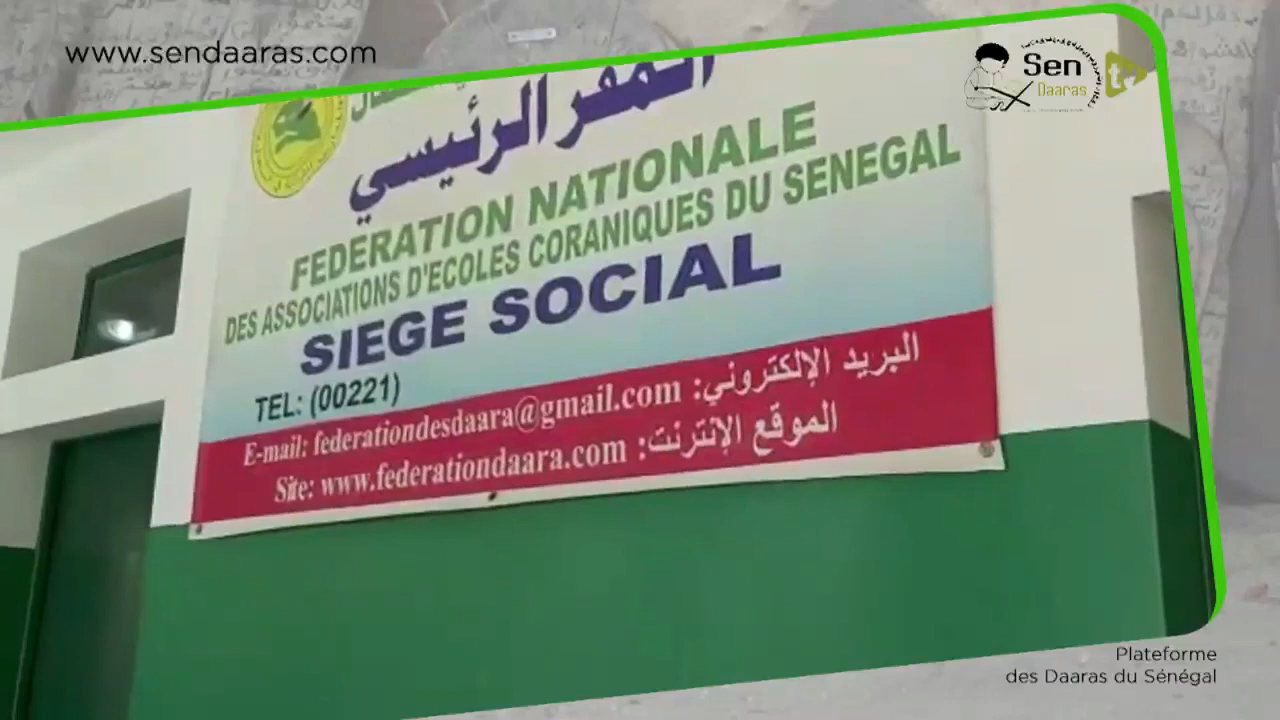 www.sendaaras.com
Sen
Daaras
tv
المقر الرئيسي
FEDERATION NATIONALE
DES ASSOCIATIONS D'ECOLES CORANIQUES DU SENEGAL
SIEGE SOCIAL
TEL: (00221)
E-mail: federationdesdaara@gmail.com :البريد الإلكتروني
Site: www.federationdaara.com :الموقع الإنترنت
Plateforme
des Daaras du Sénégal